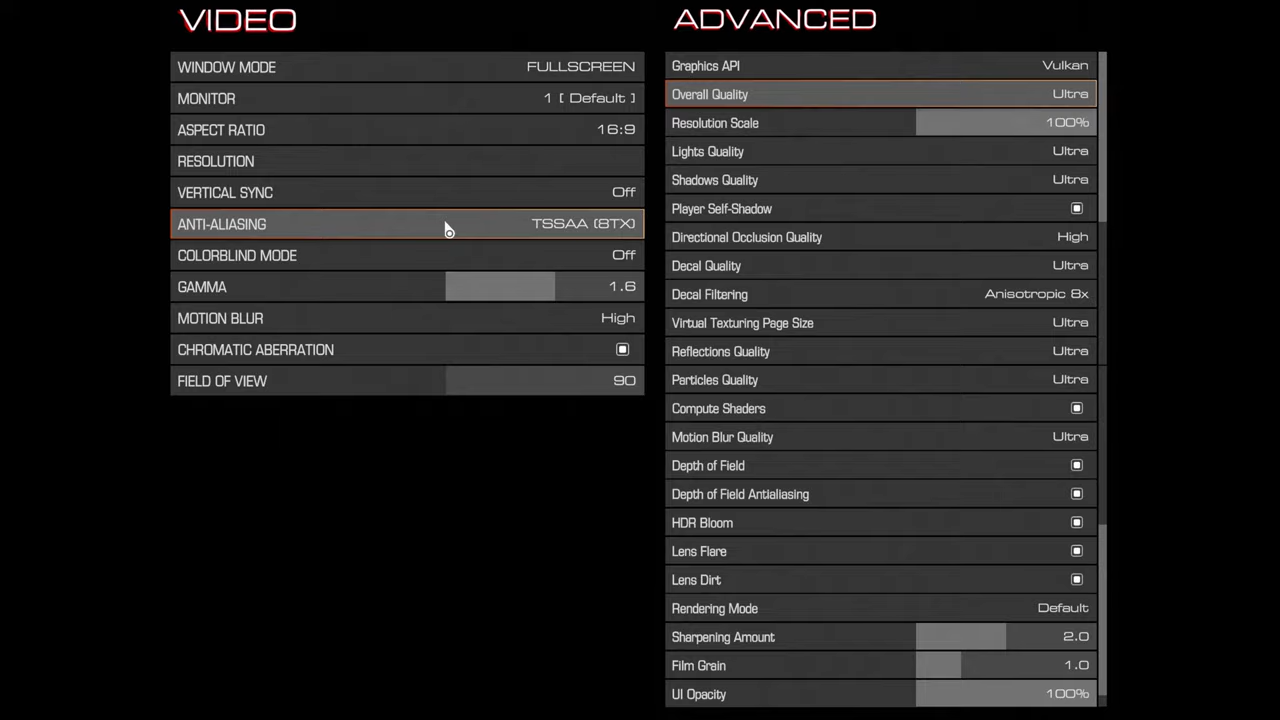 VIDEO
WINDOW MODE FULLSCREEN
MONITOR 1 [ Default ]
ASPECT RATIO 16:9
RESOLUTION
VERTICAL SYNC Off
ANTI-ALIASING TSSAA (8TX)
COLORBLIND MODE Off
GAMMA 1.6
MOTION BLUR High
CHROMATIC ABERRATION
FIELD OF VIEW 90
ADVANCED
Graphics API Vulkan
Overall Quality Ultra
Resolution Scale 100%
Lights Quality Ultra
Shadows Quality Ultra
Player Self-Shadow
Directional Occlusion Quality High
Decal Quality Ultra
Decal Filtering Anisotropic 8x
Virtual Texturing Page Size Ultra
Reflections Quality Ultra
Particles Quality Ultra
Compute Shaders
Motion Blur Quality Ultra
Depth of Field
Depth of Field Antialiasing
HDR Bloom
Lens Flare
Lens Dirt
Rendering Mode Default
Sharpening Amount 2.0
Film Grain 1.0
UI Opacity 100%